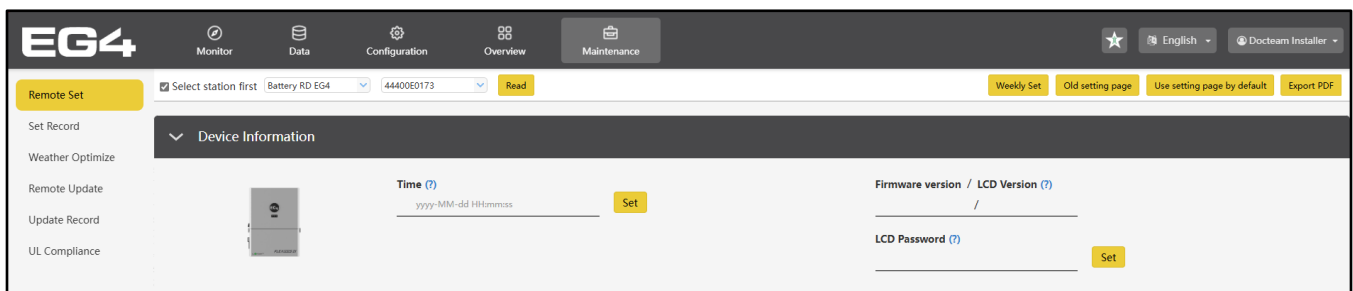 EG4
Monitor
Data
Configuration
Overview
Maintenance
English
Docteam Installer
Remote Set
Set Record
Weather Optimize
Remote Update
Update Record
UL Compliance
Select station first Battery RD EG4 44400E0173 Read
Weekly Set Old setting page Use setting page by default Export PDF
Device Information
Time (?)
yyyy-MM-dd HH:mm:ss Set
Firmware version / LCD Version (?)
/
LCD Password (?)
Set